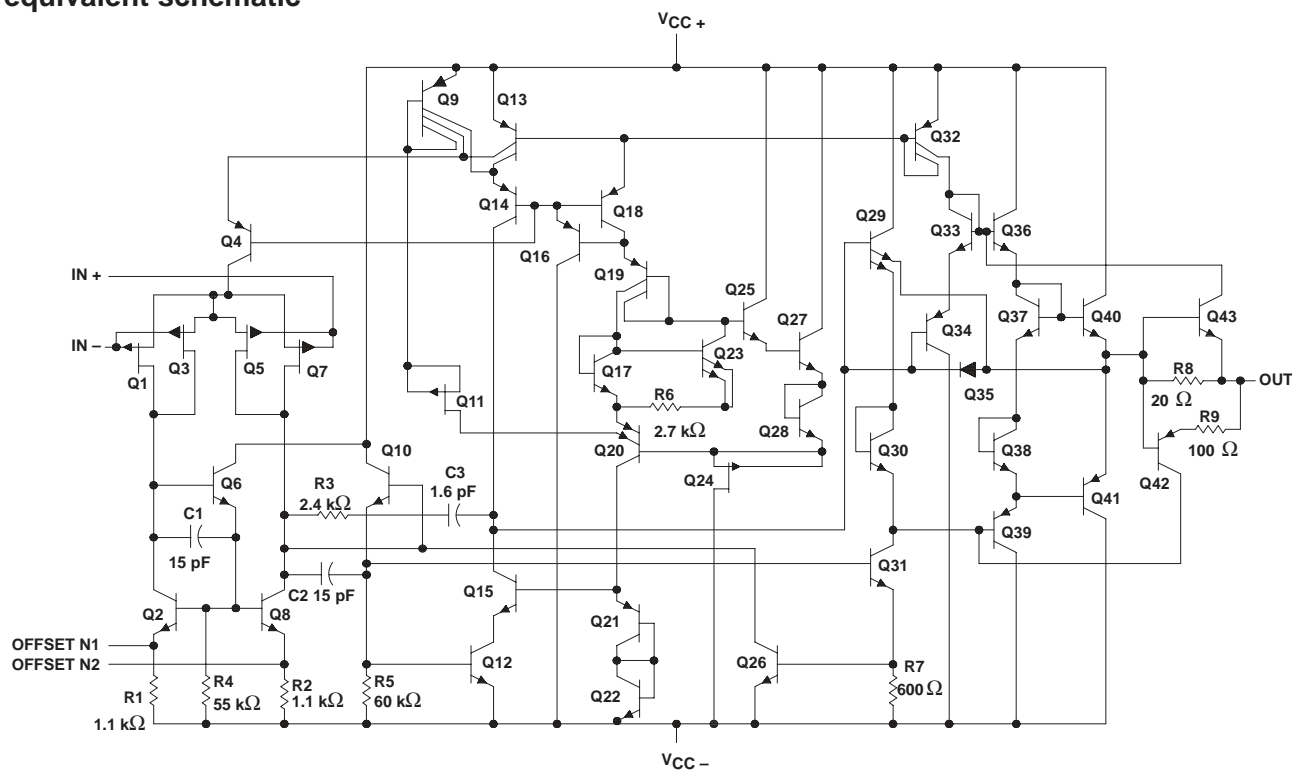 equivalent schematic
VCC +
Q9
Q13
Q32
Q14
Q18
Q29
Q33
Q36
Q4
Q16
Q19
IN +
Q25
Q27
Q34
Q37
Q40
Q43
IN −
Q1
Q3
Q5
Q7
Q23
Q17
Q35
R8
20 Ω
OUT
Q11
R6
2.7 kΩ
Q28
R9
100 Ω
Q10
Q20
Q30
Q38
Q42
Q6
R3
2.4 kΩ
C3
1.6 pF
Q24
Q41
C1
15 pF
Q39
Q31
C2 15 pF
Q15
Q2
Q8
Q21
OFFSET N1
OFFSET N2
Q12
Q26
R7
600 Ω
R1
1.1 kΩ
R4
55 kΩ
R2
1.1 kΩ
R5
60 kΩ
Q22
VCC −